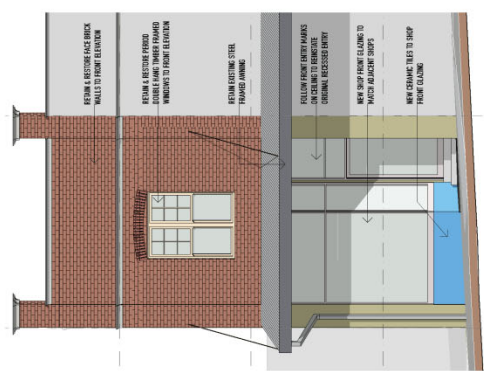 RETAIN & RESTORE FACE BRICK
WALLS TO FRONT ELEVATION
RETAIN & RESTORE PERIOD
DOUBLE HANG TIMBER FRAMED
WINDOWS TO FRONT ELEVATION
RETAIN EXISTING STEEL
FRAMED AWNING
FOLLOW FRONT ENTRY MARKS
ON CEILING TO REINSTATE
ORIGINAL RECESSED ENTRY
NEW SHOP FRONT GLAZING TO
MATCH ADJACENT SHOPS
NEW CERAMIC TILES TO SHOP
FRONT GLAZING